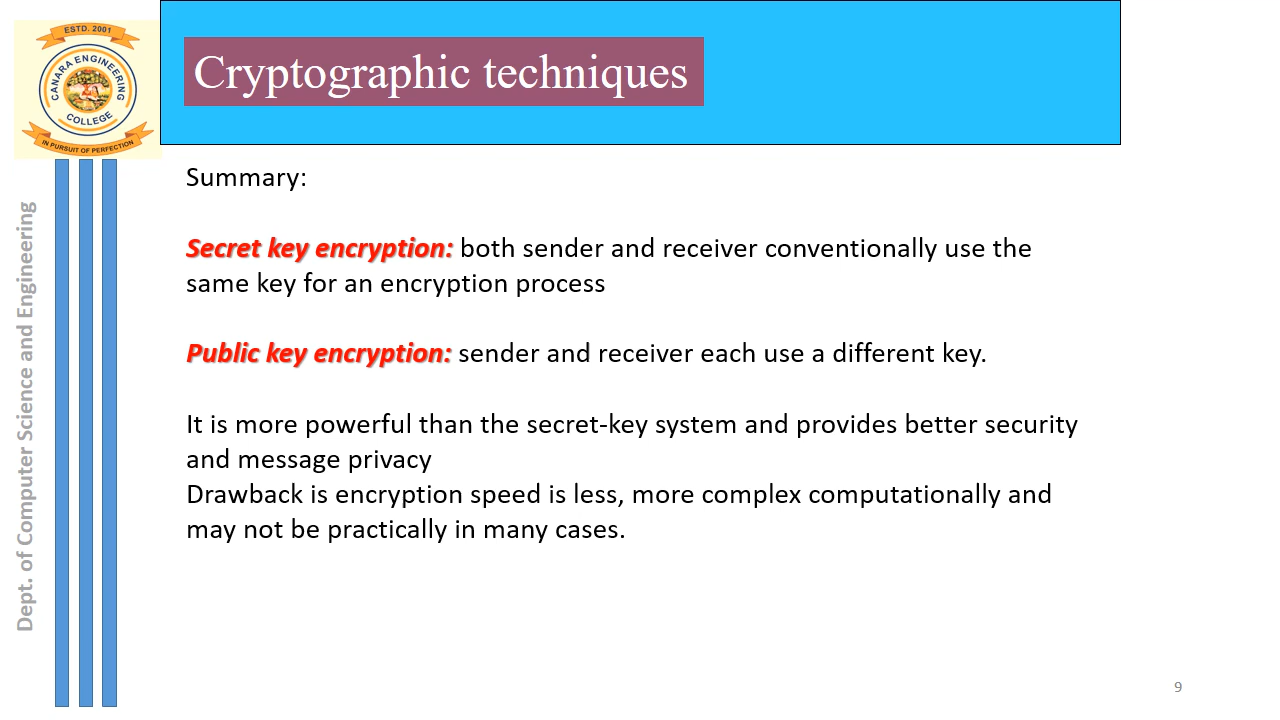 ESTD. 2001
CANARA ENGINEERING
COLLEGE
IN PURSUIT OF PERFECTION
Dept. of Computer Science and Engineering
Cryptographic techniques
Summary:
Secret key encryption: both sender and receiver conventionally use the
same key for an encryption process
Public key encryption: sender and receiver each use a different key.
It is more powerful than the secret-key system and provides better security
and message privacy
Drawback is encryption speed is less, more complex computationally and
may not be practically in many cases.
9